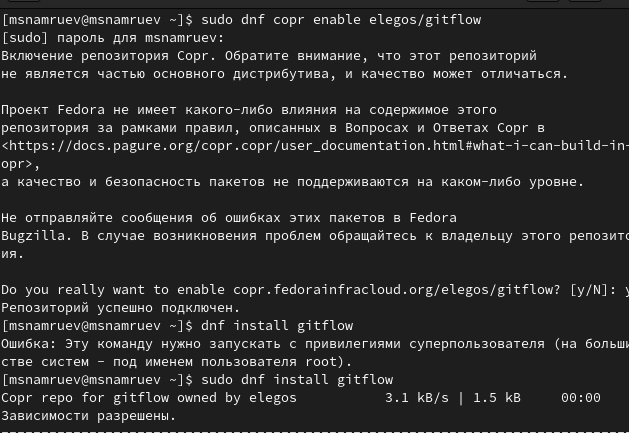 [msnamruev@msnamruev ~]$ sudo dnf copr enable elegos/gitflow
[sudo] пароль для msnamruev:
Включение репозитория Copr. Обратите внимание, что этот репозиторий
не является частью основного дистрибутива, и качество может отличаться.

Проект Fedora не имеет какого-либо влияния на содержимое этого
репозитория за рамками правил, описанных в Вопросах и Ответах Copr в
<https://docs.pagure.org/copr.copr/user_documentation.html#what-i-can-build-in-
opr>,
а качество и безопасность пакетов не поддерживаются на каком-либо уровне.

Не отправляйте сообщения об ошибках этих пакетов в Fedora
Bugzilla. В случае возникновения проблем обращайтесь к владельцу этого репозито
ия.

Do you really want to enable copr.fedorainfracloud.org/elegos/gitflow? [y/N]: y
Репозиторий успешно подключен.
[msnamruev@msnamruev ~]$ dnf install gitflow
Ошибка: Эту команду нужно запускать с привилегиями суперпользователя (на больши
стве систем - под именем пользователя root).
[msnamruev@msnamruev ~]$ sudo dnf install gitflow
Copr repo for gitflow owned by elegos 3.1 kB/s | 1.5 kB 00:00
Зависимости разрешены.